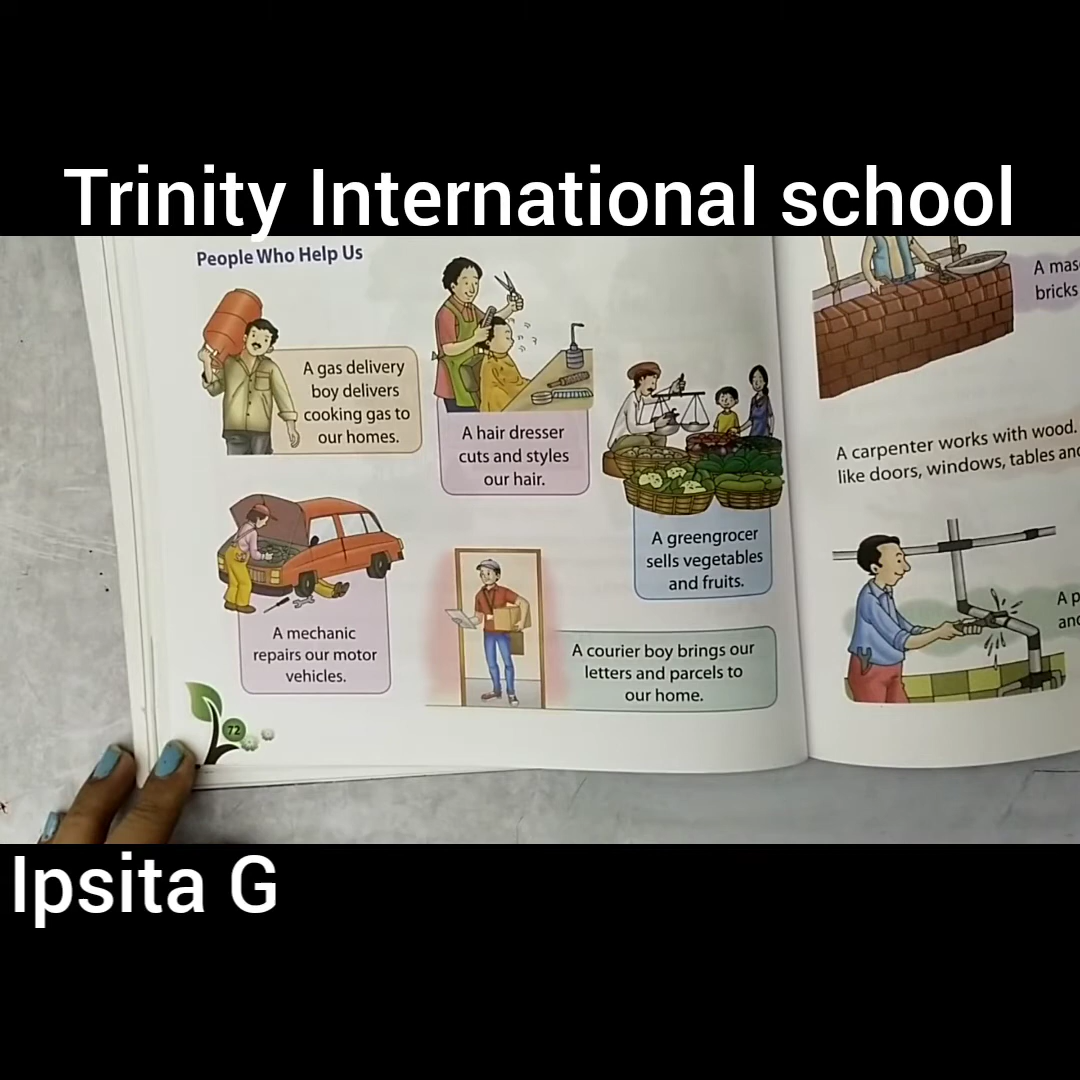 Trinity International school
People Who Help Us
A gas delivery
boy delivers
cooking gas to
our homes.
A hair dresser
cuts and styles
our hair.
A greengrocer
sells vegetables
and fruits.
A mechanic
repairs our motor
vehicles.
A courier boy brings our
letters and parcels to
our home.
72
A
bricks
A carpenter works with wood.
like doors, windows, tables
A
Ipsita G